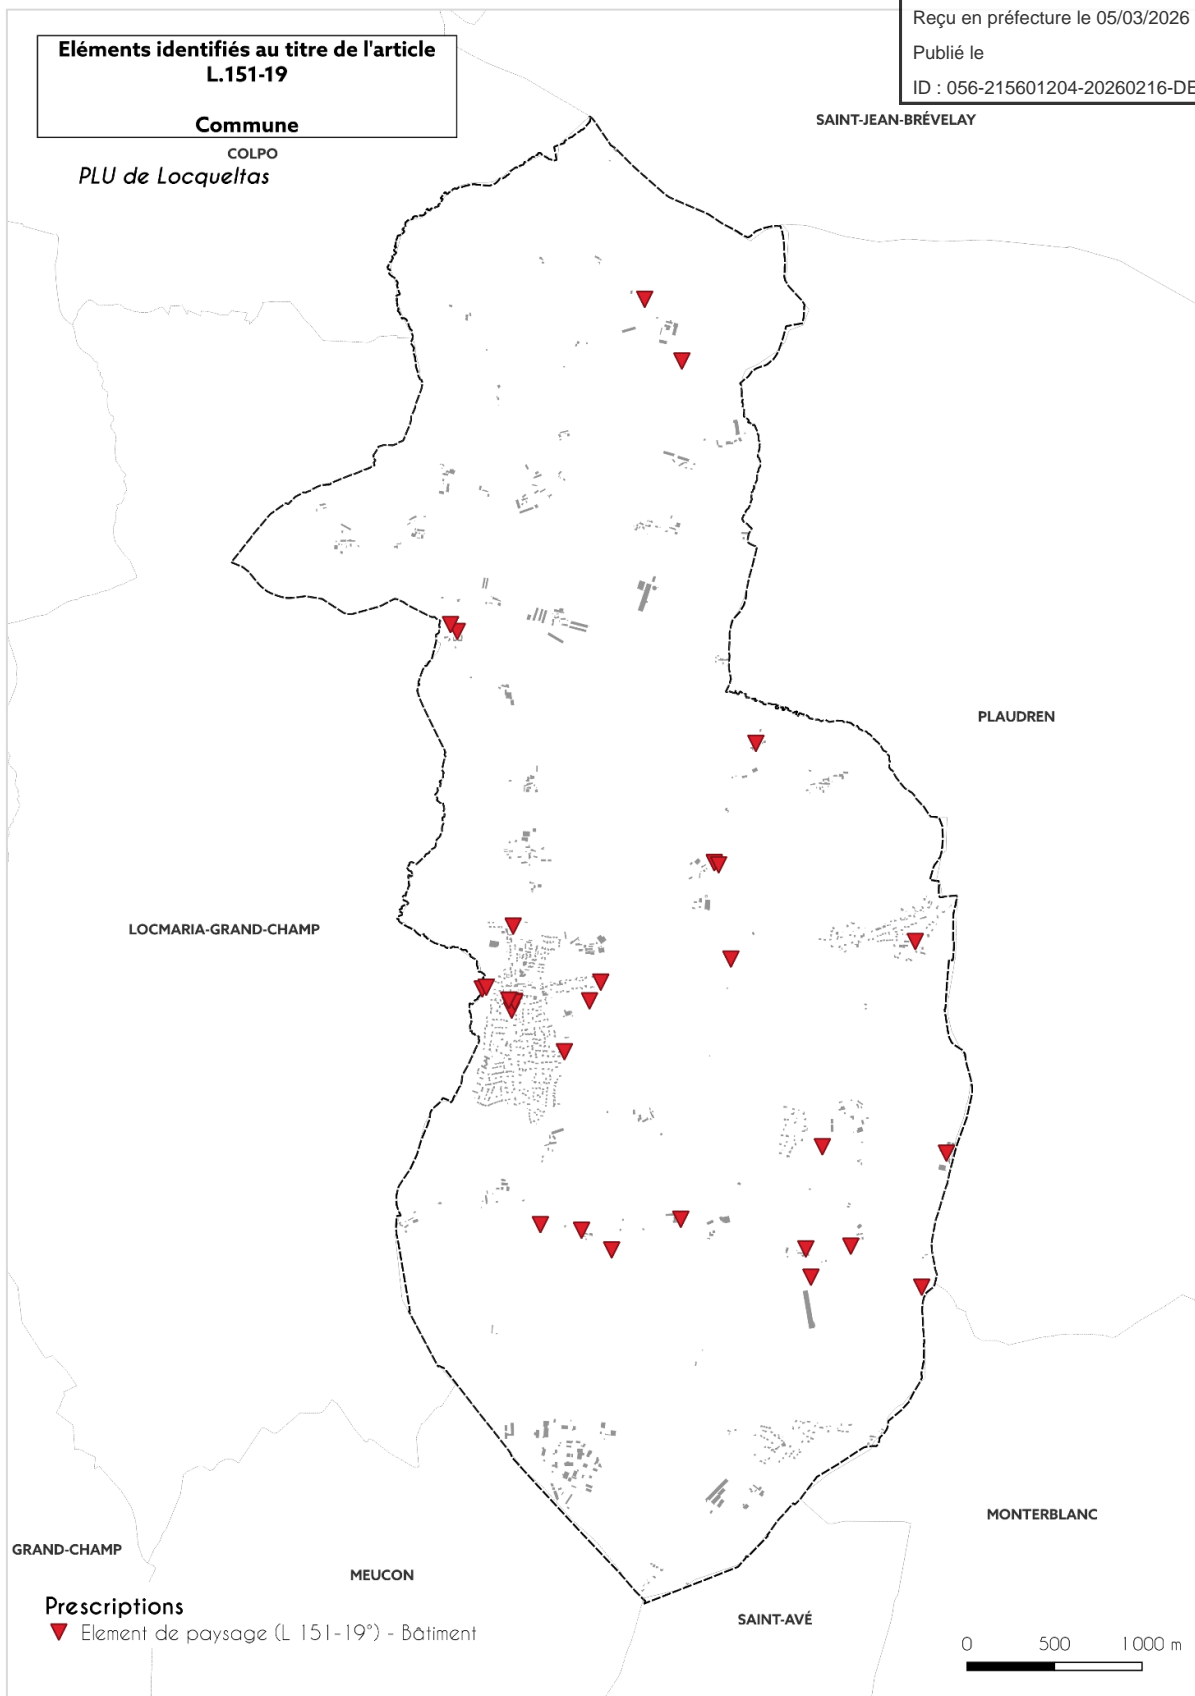 Reçu en préfecture le 05/03/2026
Publié le
ID : 056-215601204-20260216-DE
Eléments identifiés au titre de l'article
L.151-19
Commune
COLPO
PLU de Locqueltas
SAINT-JEAN-BRÉVELAY
PLAUDREN
LOCMARIA-GRAND-CHAMP
MONTERBLANC
GRAND-CHAMP
MEUCON
SAINT-AVÉ
Prescriptions
Element de paysage (L 151-19°) - Bâtiment
0 500 1 000 m